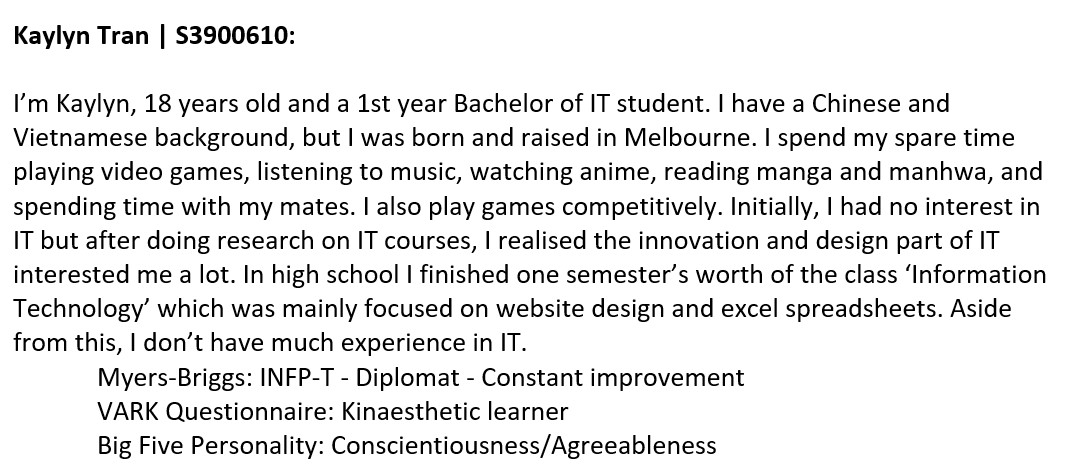 Kaylyn Tran | S3900610:
I’m Kaylyn, 18 years old and a 1st year Bachelor of IT student. I have a Chinese and
Vietnamese background, but I was born and raised in Melbourne. I spend my spare time
playing video games, listening to music, watching anime, reading manga and manhwa, and
spending time with my mates. I also play games competitively. Initially, I had no interest in
IT but after doing research on IT courses, I realised the innovation and design part of IT
interested me a lot. In high school I finished one semester’s worth of the class ‘Information
Technology’ which was mainly focused on website design and excel spreadsheets. Aside
from this, I don’t have much experience in IT.
Myers-Briggs: INFP-T - Diplomat - Constant improvement
VARK Questionnaire: Kinaesthetic learner
Big Five Personality: Conscientiousness/Agreeableness